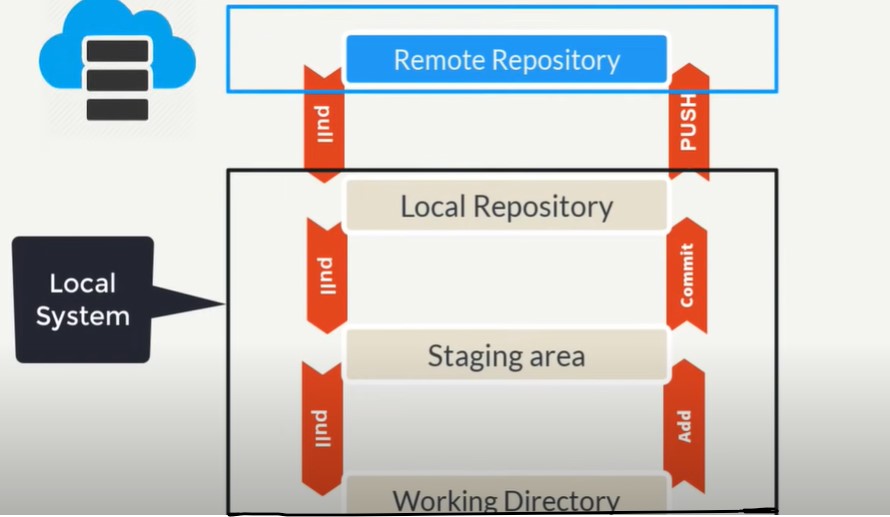 Remote Repository
pull
PUSH
Local Repository
Local
System
pull
Commit
Staging area
pull
Add
Working Directory